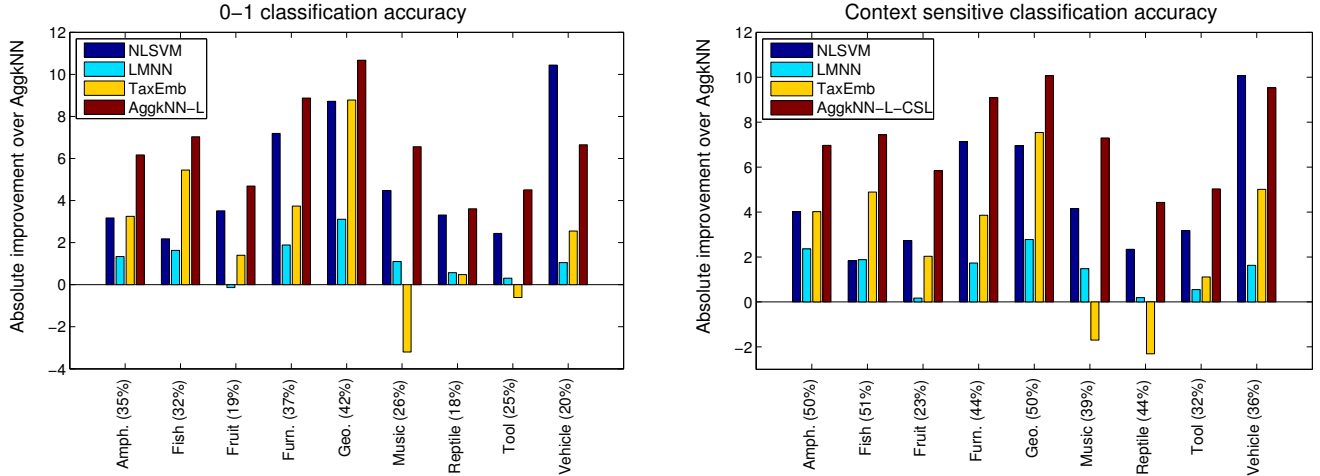 0−1 classification accuracy
Absolute improvement over AggkNN
12
10
8
6
4
2
0
−2
−4
NLSVM
LMNN
TaxEmb
AggkNN−L
Amph. (35%)
Fish (32%)
Fruit (19%)
Furn. (37%)
Geo. (42%)
Music (26%)
Reptile (18%)
Tool (25%)
Vehicle (20%)
Context sensitive classification accuracy
Absolute improvement over AggkNN
12
10
8
6
4
2
0
−2
NLSVM
LMNN
TaxEmb
AggkNN−L−CSL
Amph. (50%)
Fish (51%)
Fruit (23%)
Furn. (44%)
Geo. (50%)
Music (39%)
Reptile (44%)
Tool (32%)
Vehicle (36%)